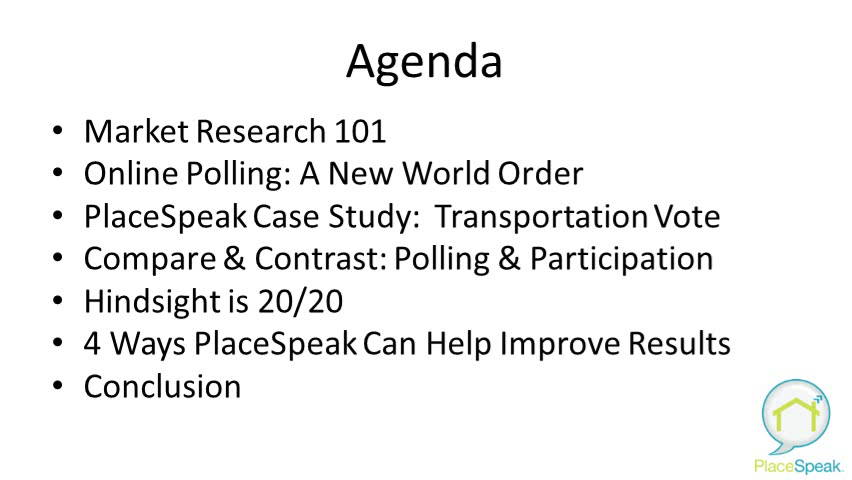 Agenda
• Market Research 101
• Online Polling: A New World Order
• PlaceSpeak Case Study:  Transportation Vote
• Compare & Contrast: Polling & Participation
• Hindsight is 20/20
• 4 Ways PlaceSpeak Can Help Improve Results
• Conclusion
PlaceSpeak